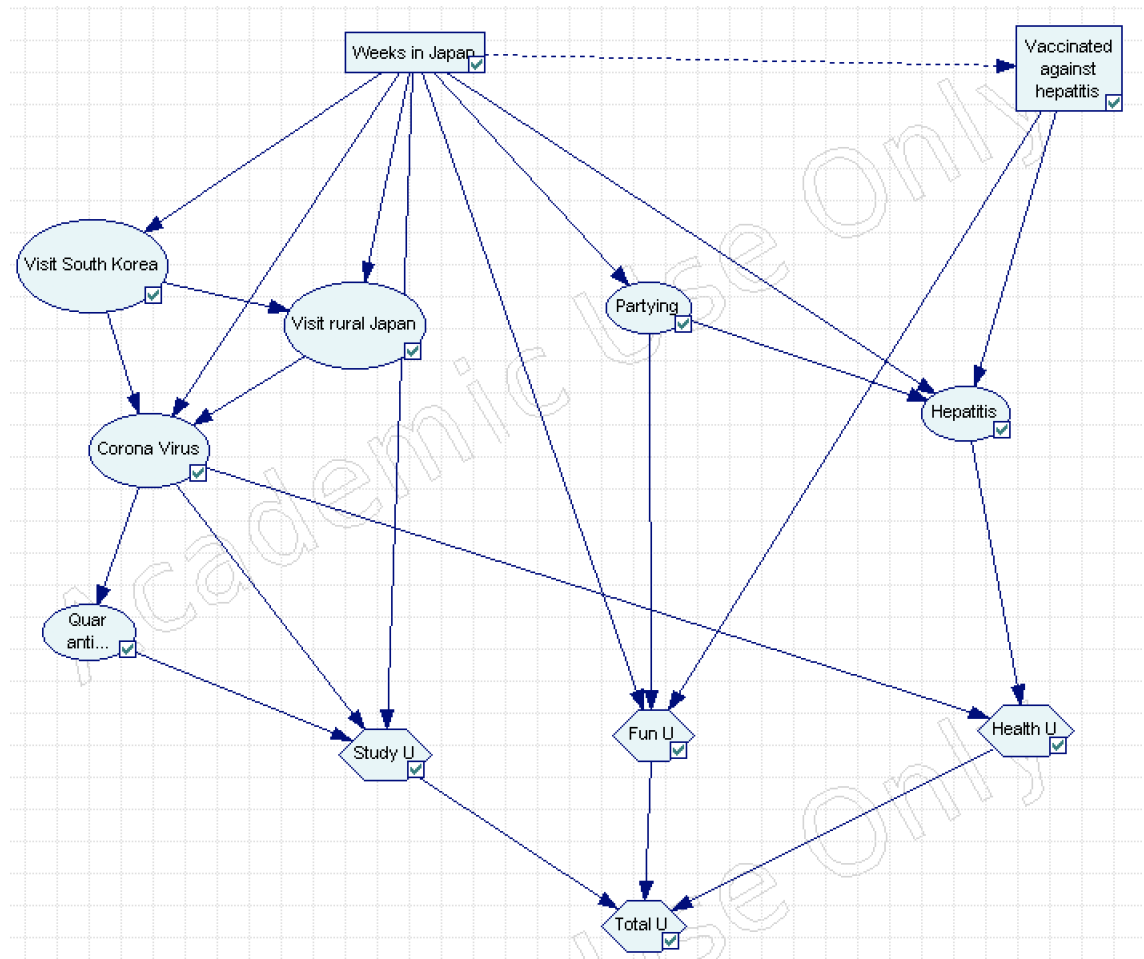 Weeks in Japan
Vaccinated
against
hepatitis
Visit South Korea
Visit rural Japan
Partying
Hepatitis
Corona Virus
Quar
anti...
Study U
Fun U
Health U
Total U
Academic Use Only
Use Only